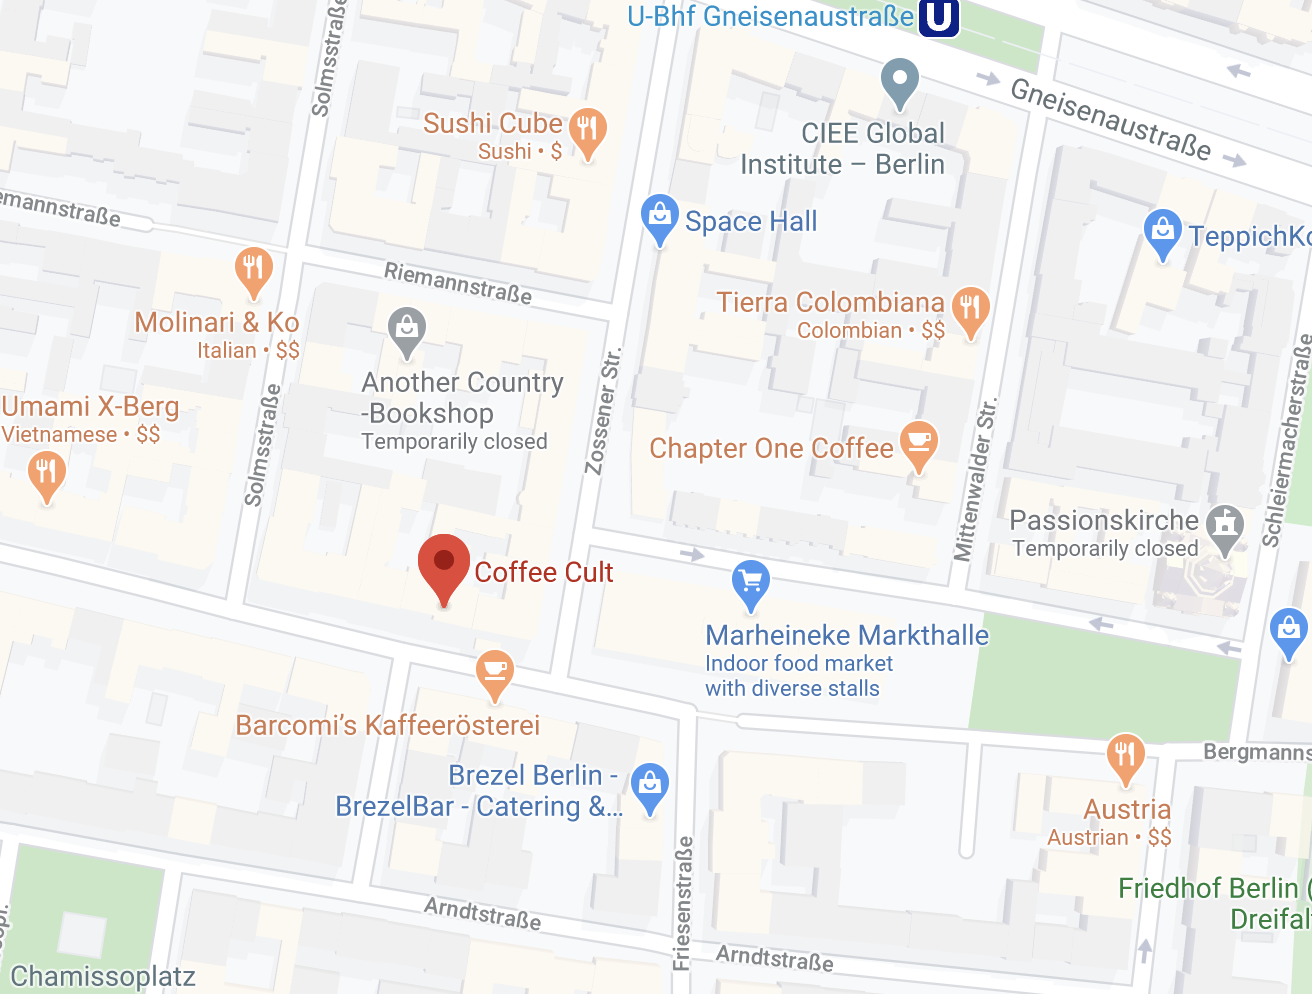 U-Bhf Gneisenaustraße
U
Solmsstraße
Gneisenaustraße
Sushi Cube
Sushi • $
CIEE Global
Institute – Berlin
emannstraße
Space Hall
TeppichKo
Riemannstraße
Molinari & Ko
Italian • $$
Tierra Colombiana
Colombian • $$
Another Country
-Bookshop
Temporarily closed
Zossener Str.
Schleiermacherstraße
Umami X-Berg
Vietnamese • $$
Solmsstraße
Chapter One Coffee
Mittenwalder Str.
Passionskirche
Temporarily closed
Coffee Cult
Marheineke Markthalle
Indoor food market
with diverse stalls
Barcomi’s Kaffeerösterei
Bergmanns
Brezel Berlin -
BrezelBar - Catering &...
Austria
Austrian • $$
Friesenstraße
Friedhof Berlin (
Dreifalt
Arndtstraße
Arndtstraße
Chamissoplatz